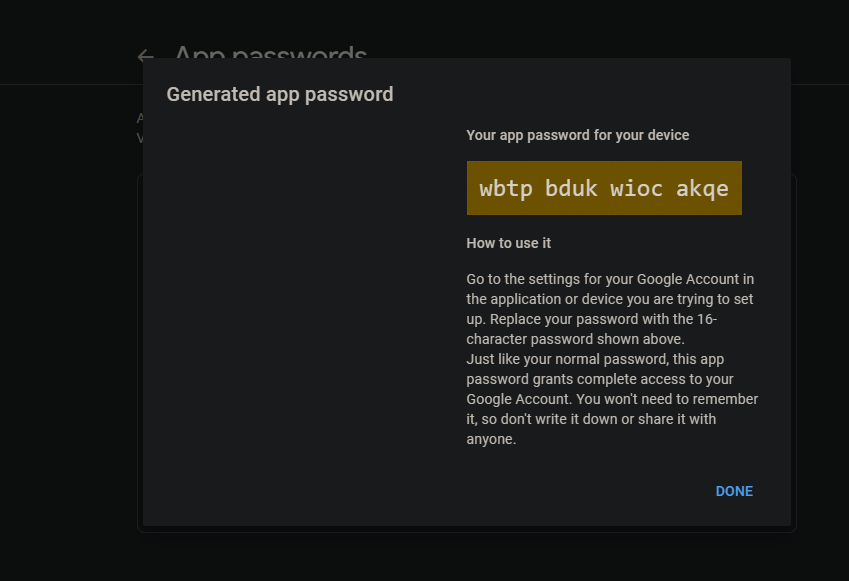 App passwords
Generated app password
Your app password for your device
wbtp bduk wioc akqe
How to use it
Go to the settings for your Google Account in
the application or device you are trying to set
up. Replace your password with the 16-
character password shown above.
Just like your normal password, this app
password grants complete access to your
Google Account. You won't need to remember
it, so don't write it down or share it with
anyone.
DONE